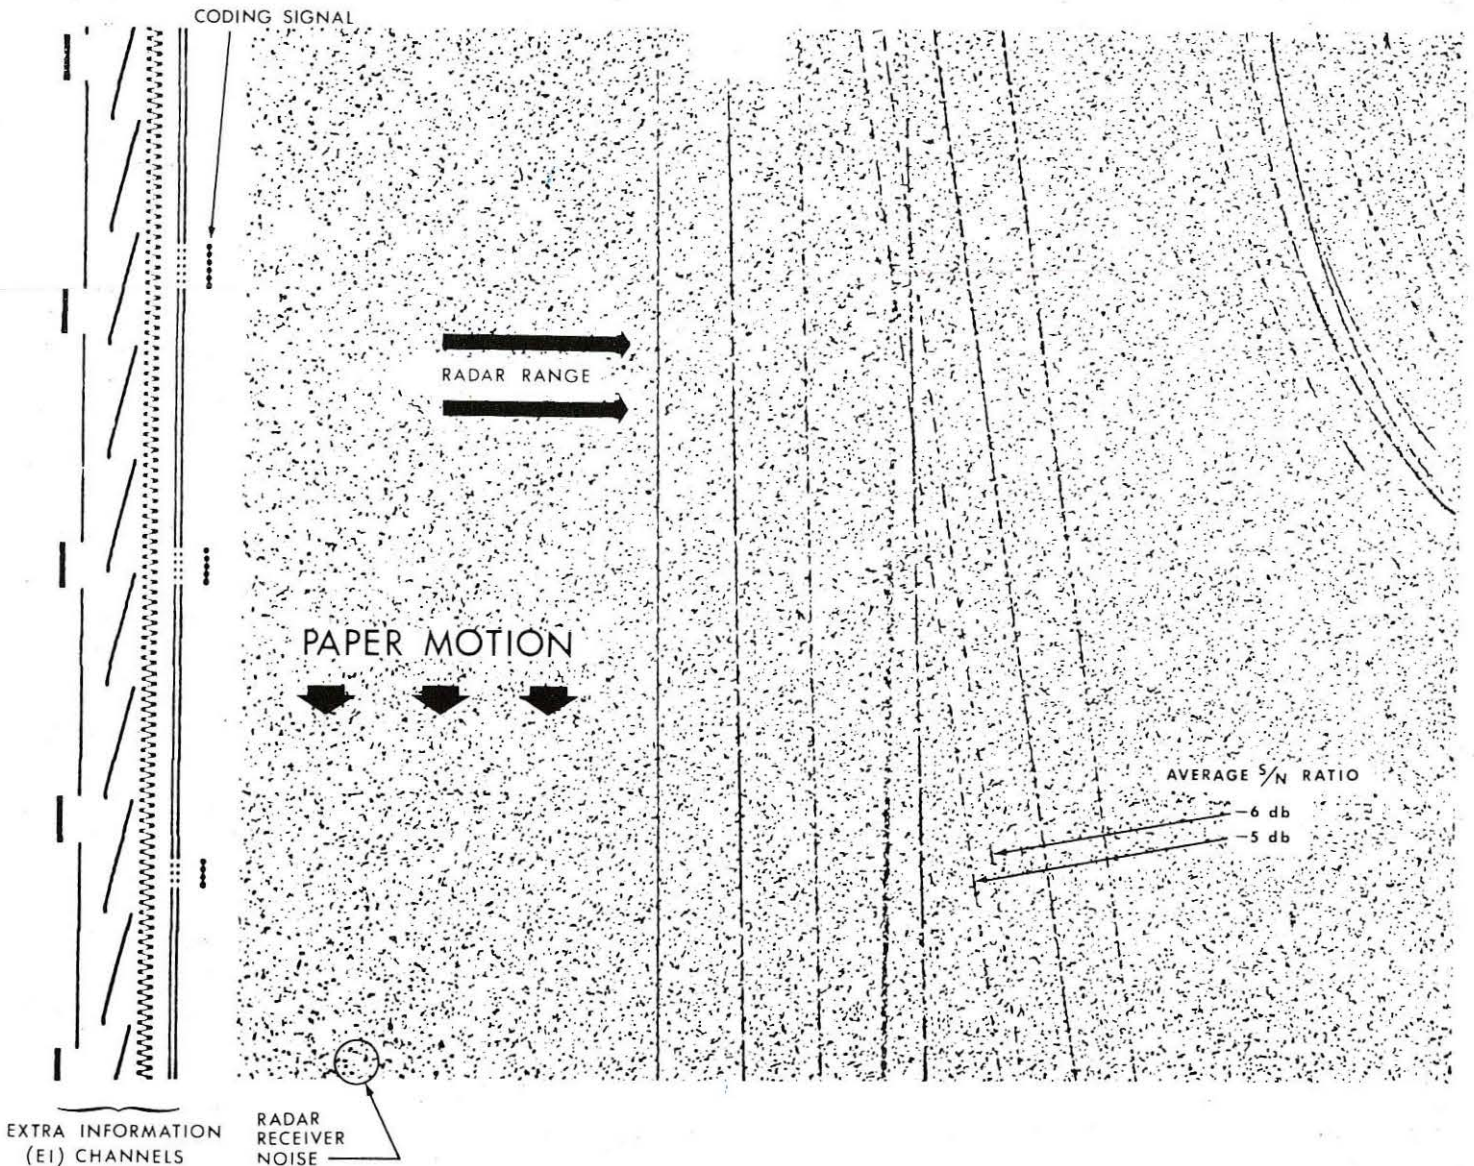 CODING SIGNAL
RADAR RANGE
PAPER MOTION
AVERAGE S/N RATIO
-6 db
-5 db
EXTRA INFORMATION
(EI) CHANNELS
RADAR
RECEIVER
NOISE